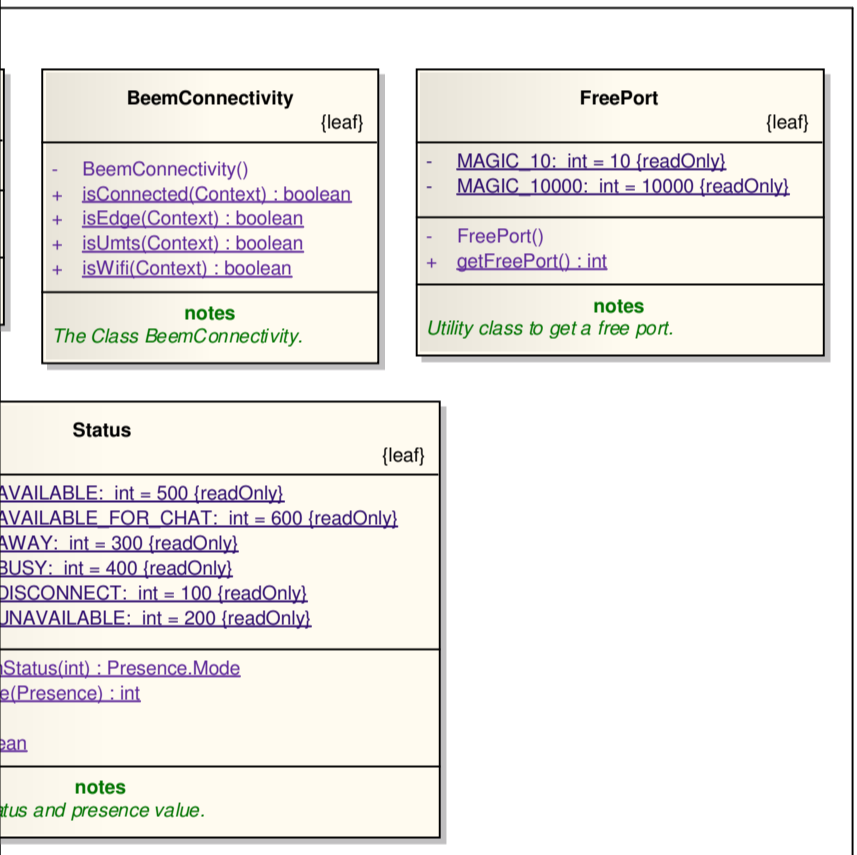 BeemConnectivity
{leaf}
- BeemConnectivity()
+ isConnected(Context) : boolean
+ isEdge(Context) : boolean
+ isUmts(Context) : boolean
+ isWifi(Context) : boolean
notes
The Class BeemConnectivity.
FreePort
{leaf}
- MAGIC_10: int = 10 {readOnly}
- MAGIC_10000: int = 10000 {readOnly}
- FreePort()
+ getFreePort() : int
notes
Utility class to get a free port.
Status
{leaf}
AVAILABLE: int = 500 {readOnly}
AVAILABLE_FOR_CHAT: int = 600 {readOnly}
AWAY: int = 300 {readOnly}
BUSY: int = 400 {readOnly}
DISCONNECT: int = 100 {readOnly}
UNAVAILABLE: int = 200 {readOnly}
Status(int) : Presence.Mode
e(Presence) : int
ean
notes
tus and presence value.